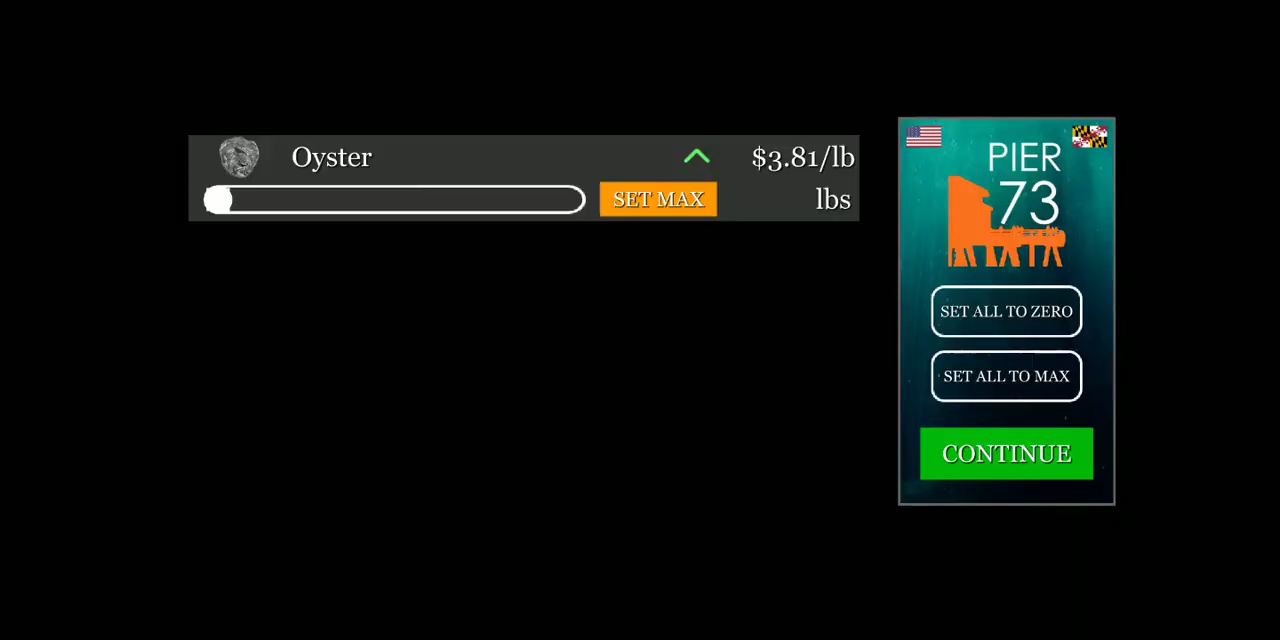 Oyster
$3.81/lb
SET MAX
lbs
PIER
73
SET ALL TO ZERO
SET ALL TO MAX
CONTINUE